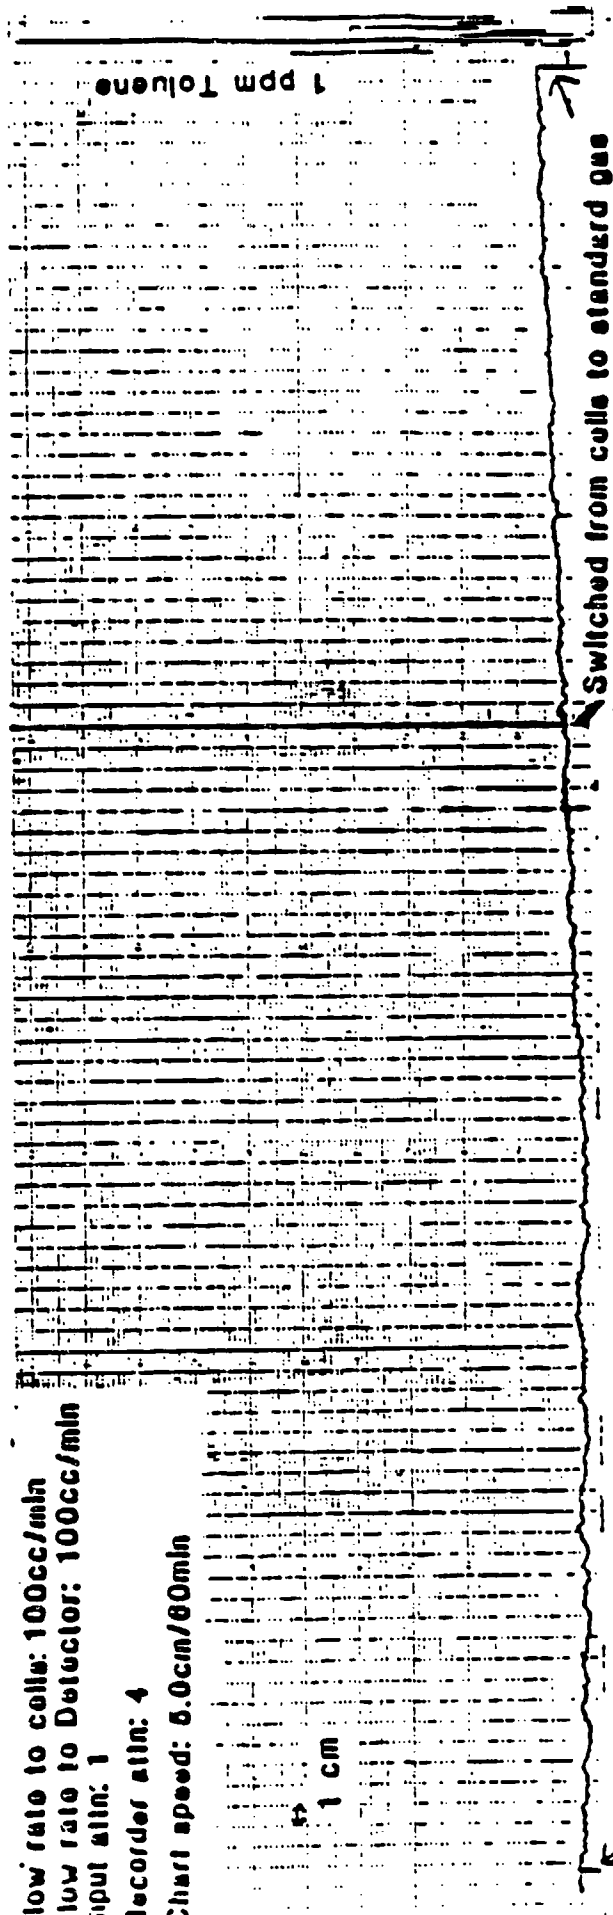 low rate to cells: 100cc/min
low rate to Detector: 100cc/min
nput attn: 1
Recorder attn: 4
Chart speed: 5.0cm/60min
1 cm
Switched from cells to standard gas
1 ppm Toluene